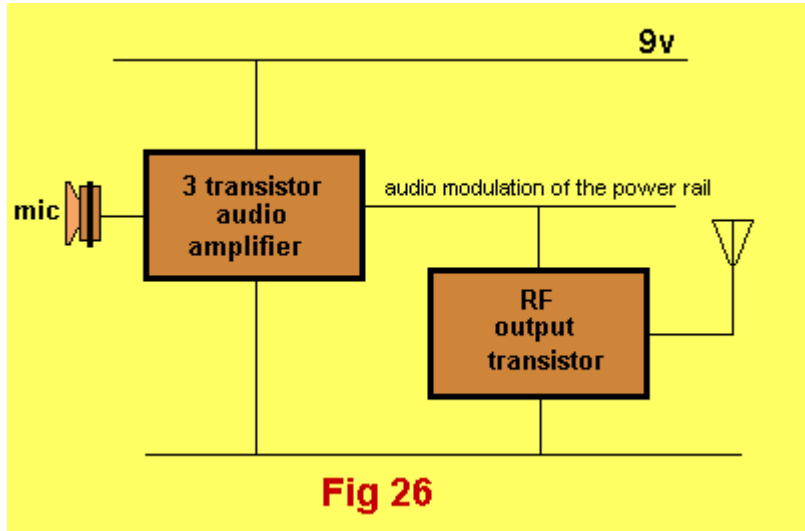 9v
3 transistor
audio
amplifier
mic
audio modulation of the power rail
RF
output
transistor
Fig 26